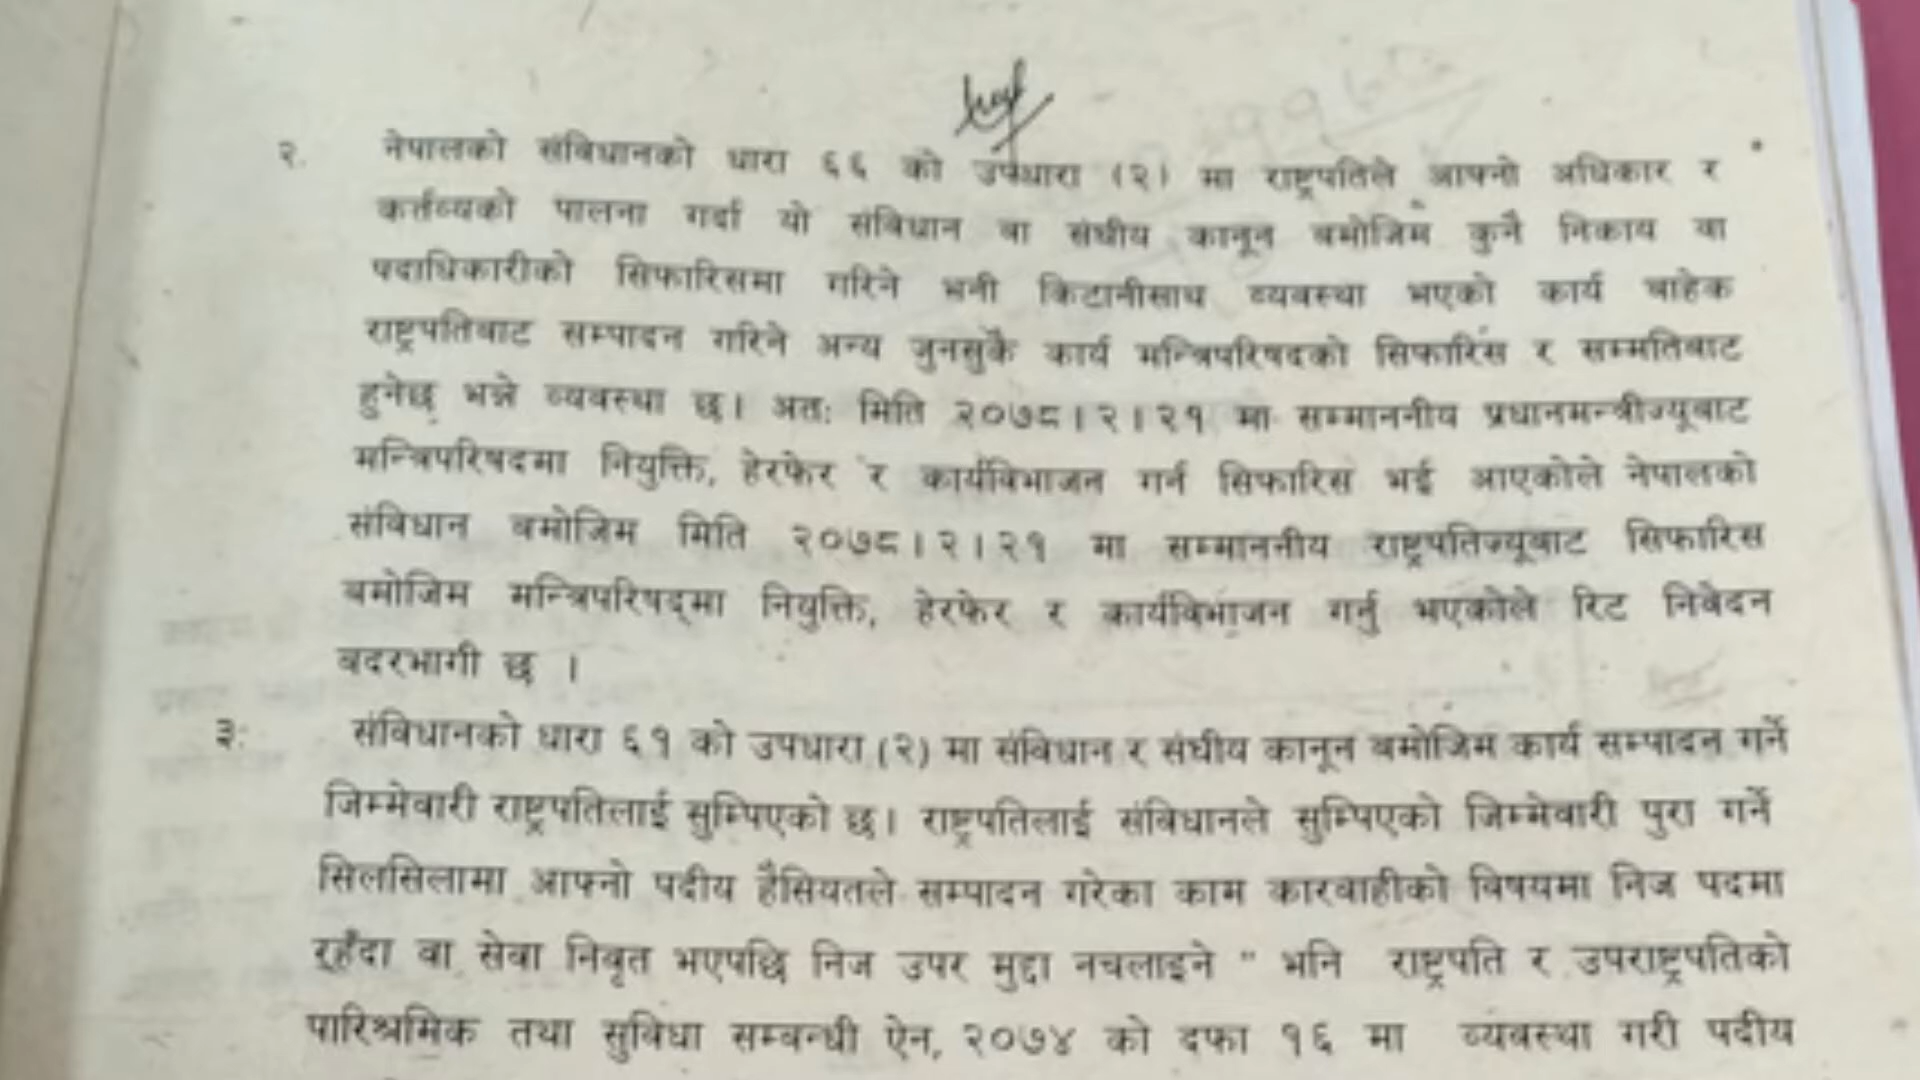 २. नेपालको संविधानको धारा ६६ को उपधारा (२) मा राष्ट्रपतिले आफ्नो अधिकार र
कर्तव्यको पालना गर्दा यो संविधान वा संघीय कानून बमोजिम कुनै निकाय वा
पदाधिकारीको सिफारिसमा गरिने भनी किटानीसाथ व्यवस्था भएको कार्य बाहेक
राष्ट्रपतिबाट सम्पादन गरिने अन्य जुनसुकै कार्य मन्त्रिपरिषदको सिफारिस र सम्मतिबाट
हुनेछ भन्ने व्यवस्था छ। अत: मिति २०७८।२।२१ मा सम्माननीय प्रधानमन्त्रीज्यूबाट
मन्त्रिपरिषदमा नियुक्ति, हेरफेर र कार्यविभाजन गर्न सिफारिस भई आएकोले नेपालको
संविधान बमोजिम मिति २०७८।२।२१ मा सम्माननीय राष्ट्रपतिज्यूबाट सिफारिस
बमोजिम मन्त्रिपरिषद्मा नियुक्ति, हेरफेर र कार्यविभाजन गर्नु भएकोले रिट निवेदन
बदरभागी छ ।
३. संविधानको धारा ६१ को उपधारा (२) मा संविधान र संघीय कानून बमोजिम कार्य सम्पादन गर्ने
जिम्मेवारी राष्ट्रपतिलाई सुम्पिएको छ। राष्ट्रपतिलाई संविधानले सुम्पिएको जिम्मेवारी पुरा गर्ने
सिलसिलामा आफ्नो पदीय हैसियतले सम्पादन गरेका काम कारवाहीको विषयमा निज पदमा
रहँदा वा सेवा निवृत भएपछि निज उपर मुद्दा नचलाइने " भनि राष्ट्रपति र उपराष्ट्रपतिको
पारिश्रमिक तथा सुविधा सम्बन्धी ऐन, २०७४ को दफा १६ मा व्यवस्था गरी पदीय